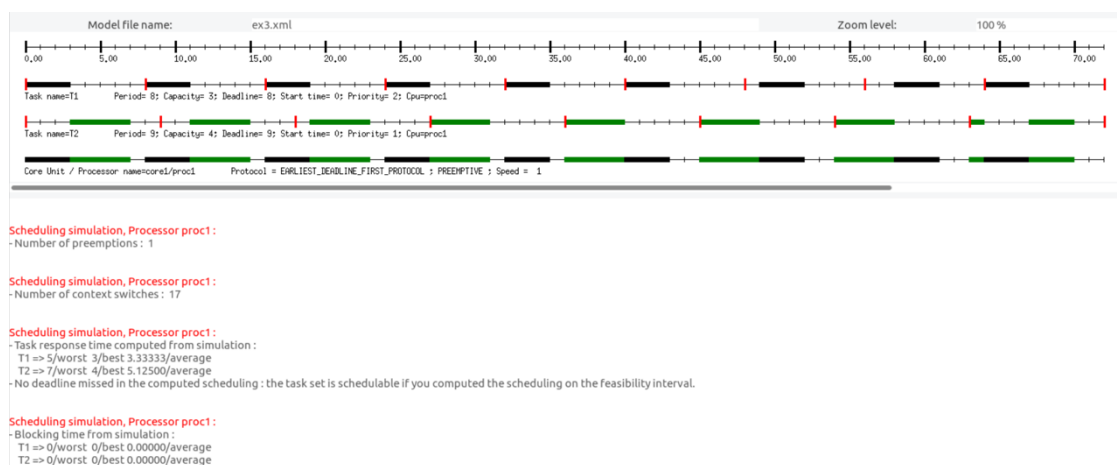 Model file name: ex3.xml Zoom level: 100 %
0,00 5,00 10,00 15,00 20,00 25,00 30,00 35,00 40,00 45,00 50,00 55,00 60,00 65,00 70,00
Task name=T1 Period= 8; Capacity= 3; Deadline= 8; Start time= 0; Priority= 2; Cpu=proc1
Task name=T2 Period= 9; Capacity= 4; Deadline= 9; Start time= 0; Priority= 1; Cpu=proc1
Core Unit / Processor name=core1/proc1 Protocol = EARLIEST_DEADLINE_FIRST_PROTOCOL ; PREEMPTIVE ; Speed = 1
Scheduling simulation, Processor proc1 :
- Number of preemptions : 1
Scheduling simulation, Processor proc1 :
- Number of context switches : 17
Scheduling simulation, Processor proc1 :
- Task response time computed from simulation :
T1 => 5/worst 3/best 3.33333/average
T2 => 7/worst 4/best 5.12500/average
- No deadline missed in the computed scheduling : the task set is schedulable if you computed the scheduling on the feasibility interval.
Scheduling simulation, Processor proc1 :
- Blocking time from simulation :
T1 => 0/worst 0/best 0.00000/average
T2 => 0/worst 0/best 0.00000/average